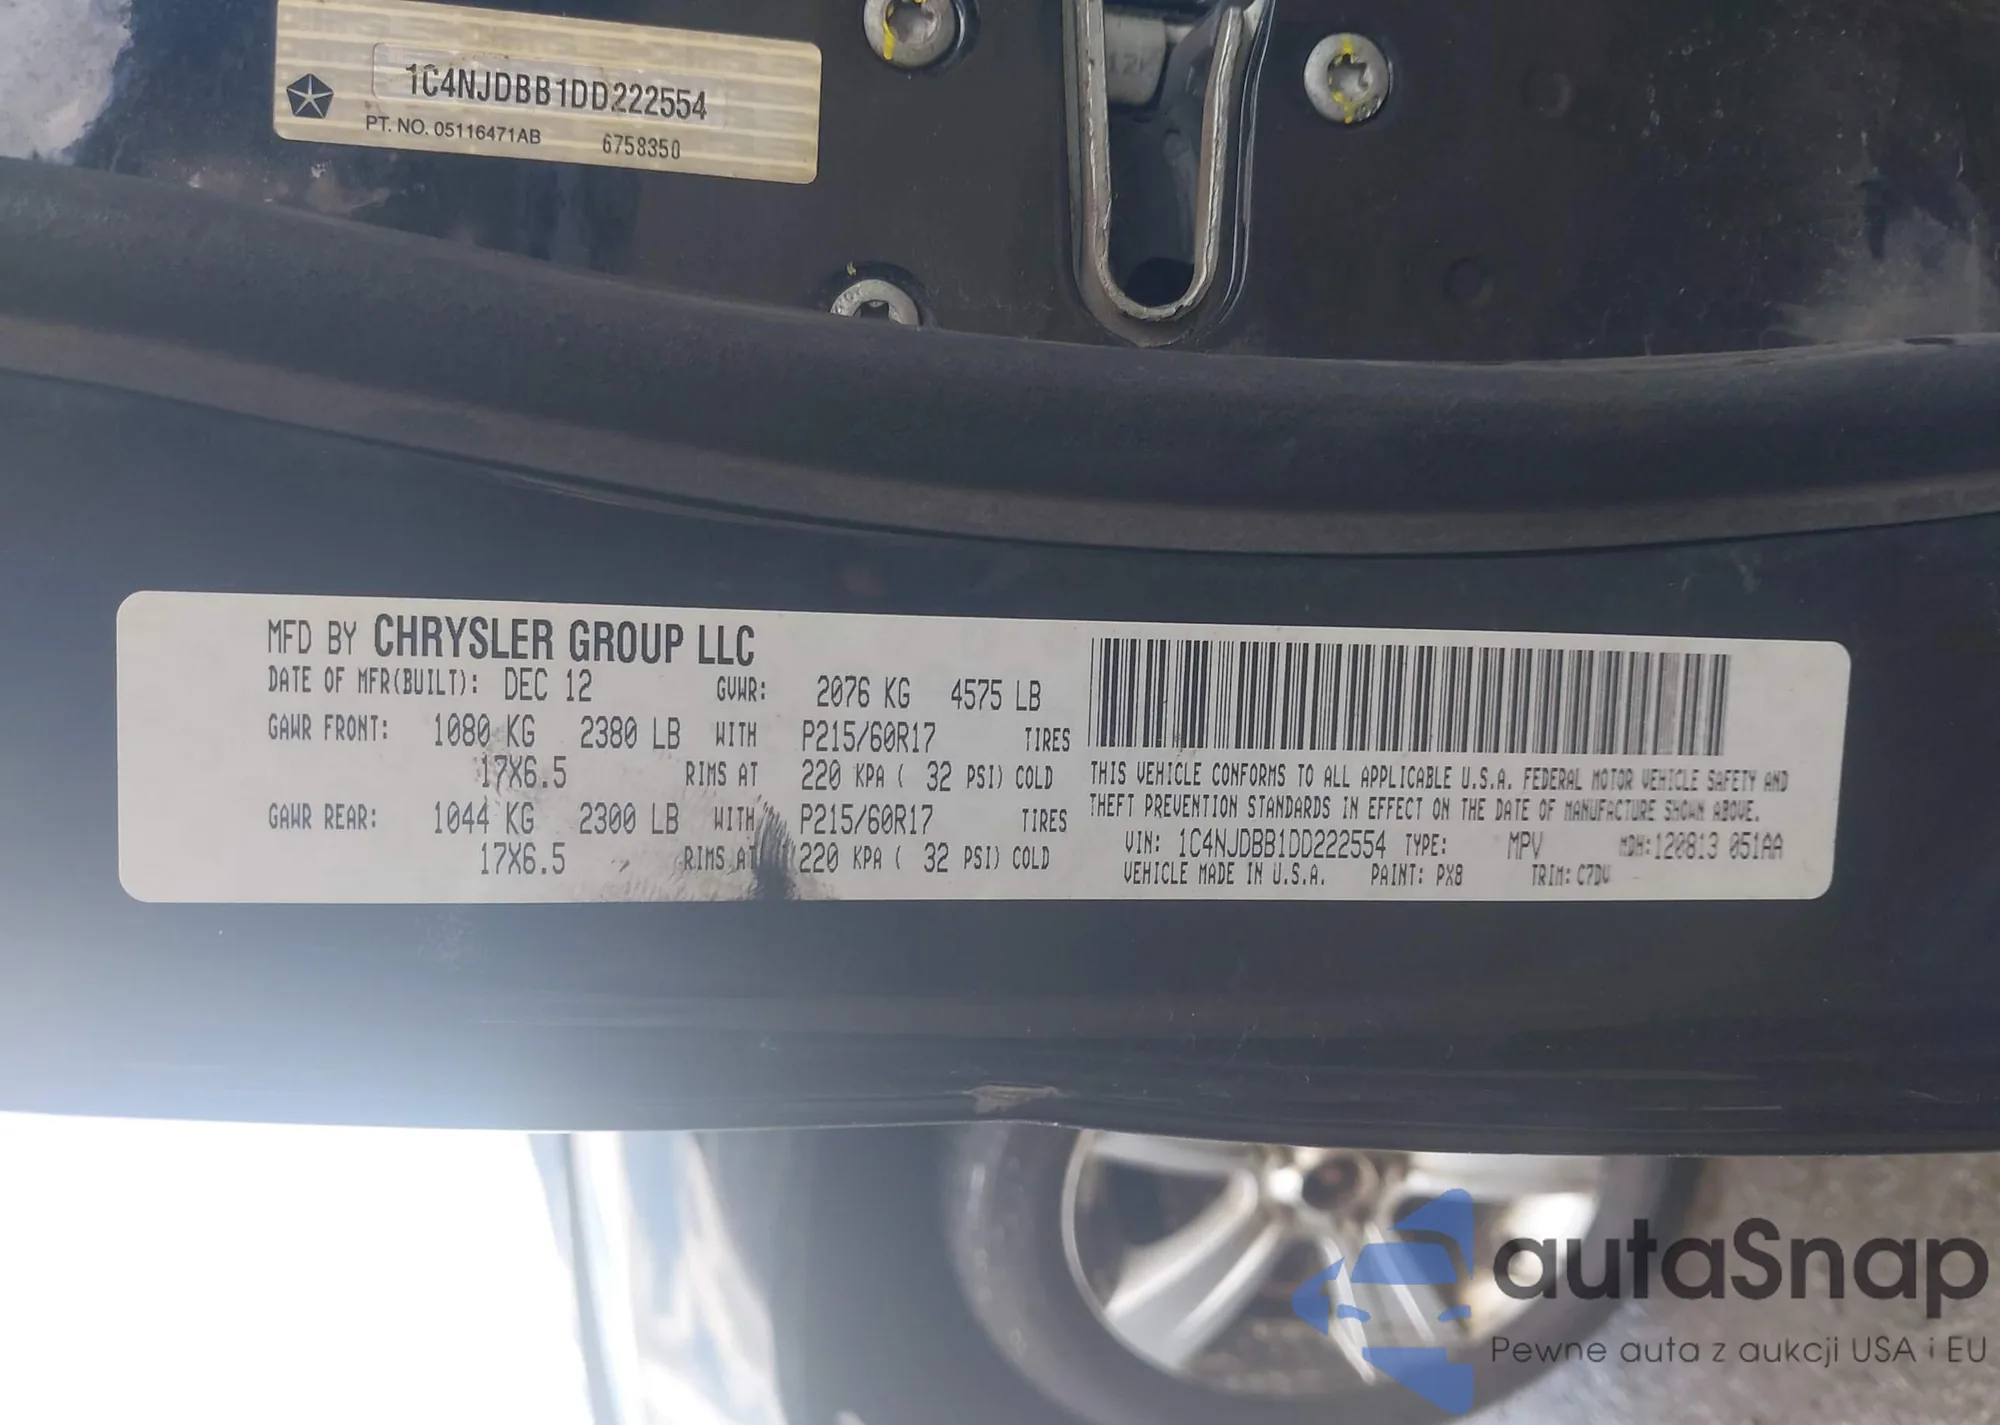 1C4NJDBB1DD222554
PT. NO. 05116471AB 6758350
MFD BY CHRYSLER GROUP LLC
DATE OF MFR(BUILT): DEC 12 GVWR: 2076 KG 4575 LB
GAWR FRONT: 1080 KG 2380 LB WITH P215/60R17 TIRES
17X6.5 RIMS AT 220 KPA ( 32 PSI) COLD
GAWR REAR: 1044 KG 2300 LB WITH P215/60R17 TIRES
17X6.5 RIMS AT 220 KPA ( 32 PSI) COLD
THIS VEHICLE CONFORMS TO ALL APPLICABLE U.S.A. FEDERAL MOTOR VEHICLE SAFETY AND
THEFT PREVENTION STANDARDS IN EFFECT ON THE DATE OF MANUFACTURE SHOWN ABOVE.
VIN: 1C4NJDBB1DD222554 TYPE: MPV MDH:120813 051AA
VEHICLE MADE IN U.S.A. PAINT: PX8 TRIM: C7DV
autaSnap
Pewne auta z aukcji USA i EU